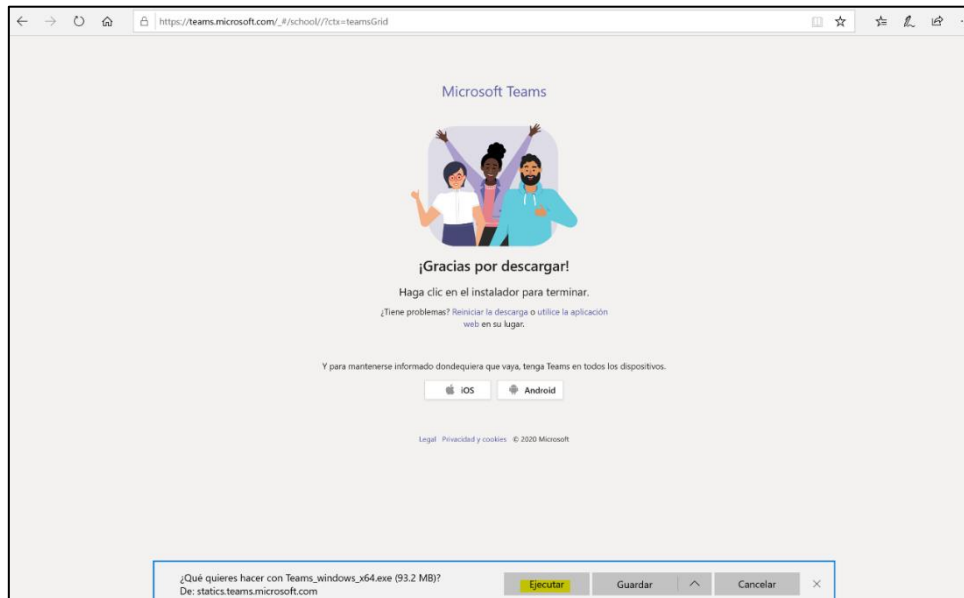 https://teams.microsoft.com/_#/school//?ctx=teamsGrid
Microsoft Teams
¡Gracias por descargar!
Haga clic en el instalador para terminar.
¿Tiene problemas? Reiniciar la descarga o utilice la aplicación
web en su lugar.
Y para mantenerse informado dondequiera que vaya, tenga Teams en todos los dispositivos.
iOS
Android
Legal Privacidad y cookies © 2020 Microsoft
¿Qué quieres hacer con Teams_windows_x64.exe (93.2 MB)?
De: statics.teams.microsoft.com
Ejecutar
Guardar
Cancelar